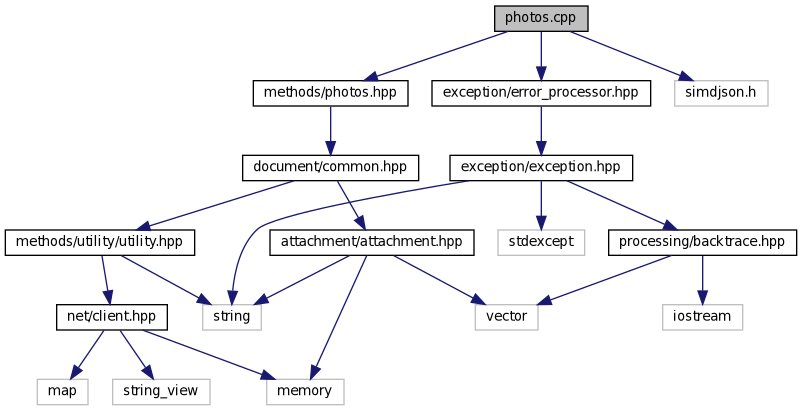 photos.cpp
methods/photos.hpp
exception/error_processor.hpp
simdjson.h
document/common.hpp
exception/exception.hpp
methods/utility/utility.hpp
attachment/attachment.hpp
stdexcept
processing/backtrace.hpp
net/client.hpp
string
vector
iostream
map
string_view
memory